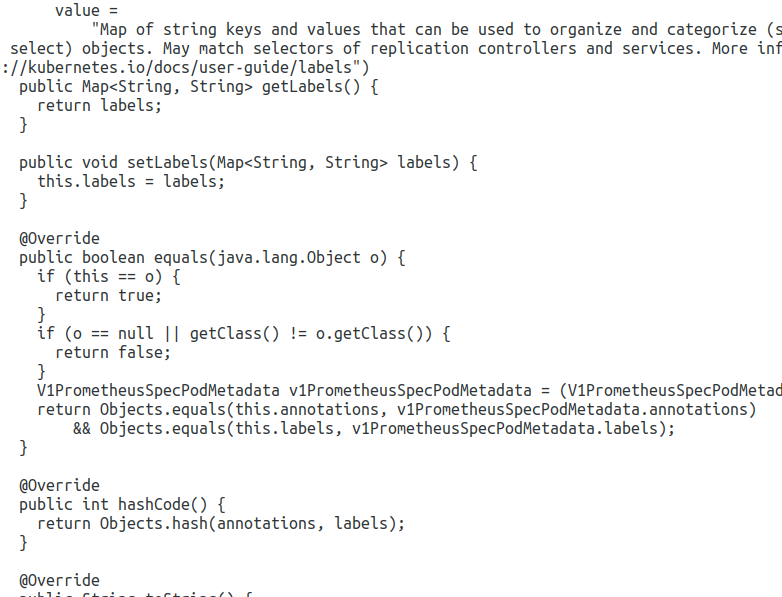 value =
"Map of string keys and values that can be used to organize and categorize
select) objects. May match selectors of replication controllers and services. More
://kubernetes.io/docs/user-guide/labels")
public Map<String, String> getLabels() {
return labels;
}
public void setLabels(Map<String, String> labels) {
this.labels = labels;
}
@Override
public boolean equals(java.lang.Object o) {
if (this == o) {
return true;
}
if (o == null || getClass() != o.getClass()) {
return false;
}
V1PrometheusSpecPodMetadata v1PrometheusSpecPodMetadata = (V1PrometheusSpecPodMetad
return Objects.equals(this.annotations, v1PrometheusSpecPodMetadata.annotations)
&& Objects.equals(this.labels, v1PrometheusSpecPodMetadata.labels);
}
@Override
public int hashCode() {
return Objects.hash(annotations, labels);
}
@Override
public String toString() {